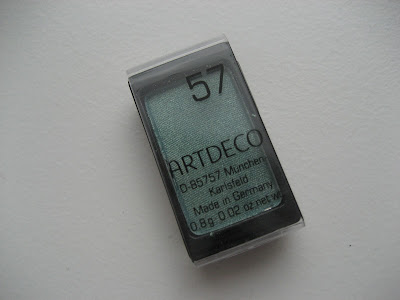 57
ARTDECO
D-85757 München
Karlsfeld
Made in Germany
0.8g. 0.02 oz.net wt